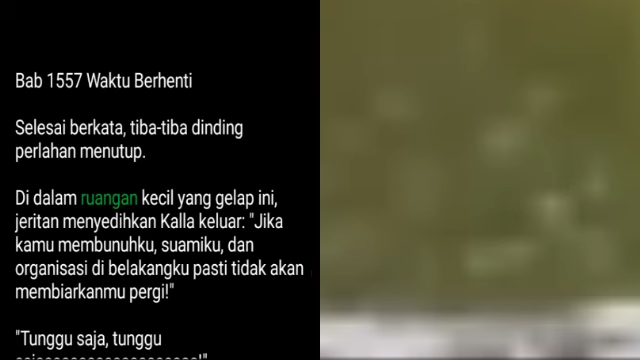 Bab 1557 Waktu Berhenti
Selesai berkata, tiba-tiba dinding
perlahan menutup.
Di dalam ruangan kecil yang gelap ini,
jeritan menyedihkan Kalla keluar: "Jika
kamu membunuhku, suamiku, dan
organisasi di belakangku pasti tidak akan
membiarkanmu pergi!"
"Tunggu saja, tunggu